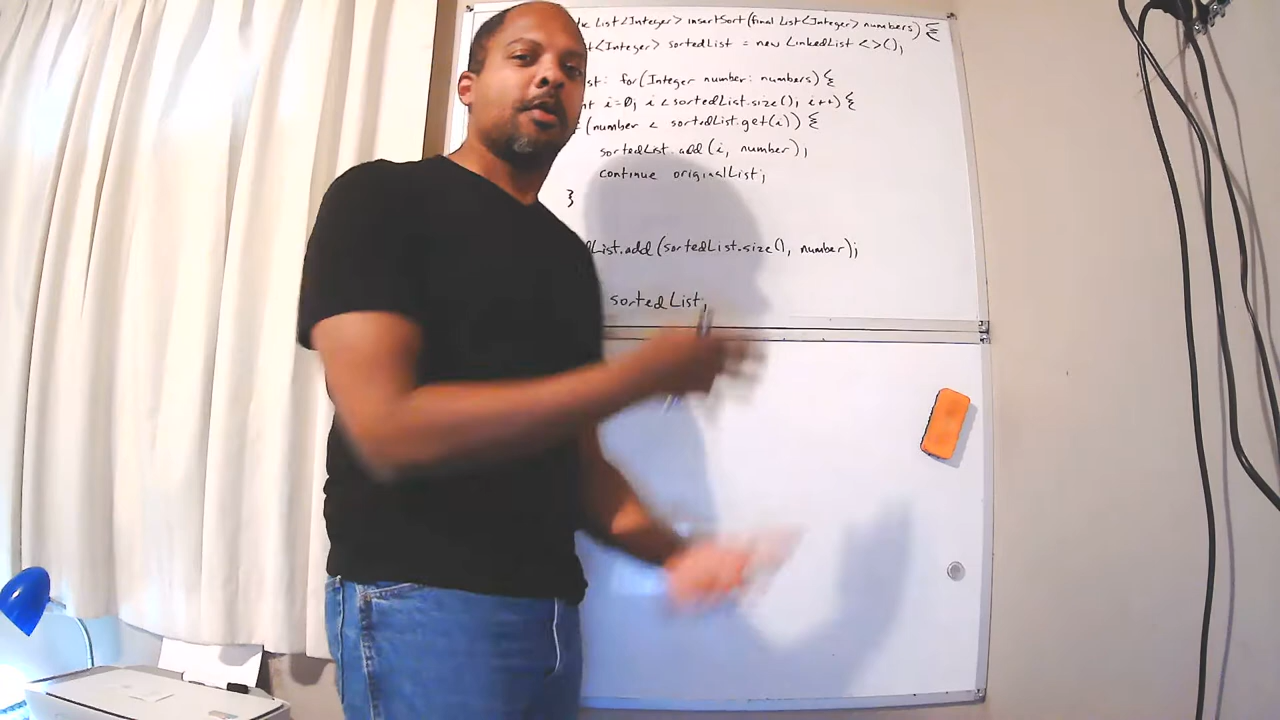 List<Integer> insertSort(final List<Integer> numbers) {
<Integer> sortedList = new LinkedList<>();
for(Integer number: numbers) {
i=0; i<sortedList.size(); i++) {
(number < sortedList.get(i)) {
sortedList.add(i, number);
continue originalList;
}
List.add(sortedList.size(), number);
sortedList;